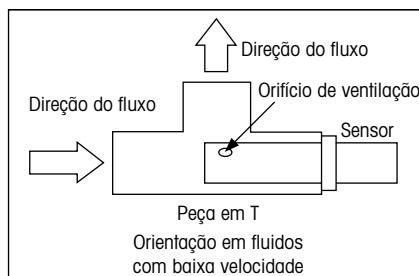 Direção do fluxo
Orifício de ventilação
Direção do fluxo
Sensor
Peça em T
Orientação em fluidos
com baixa velocidade